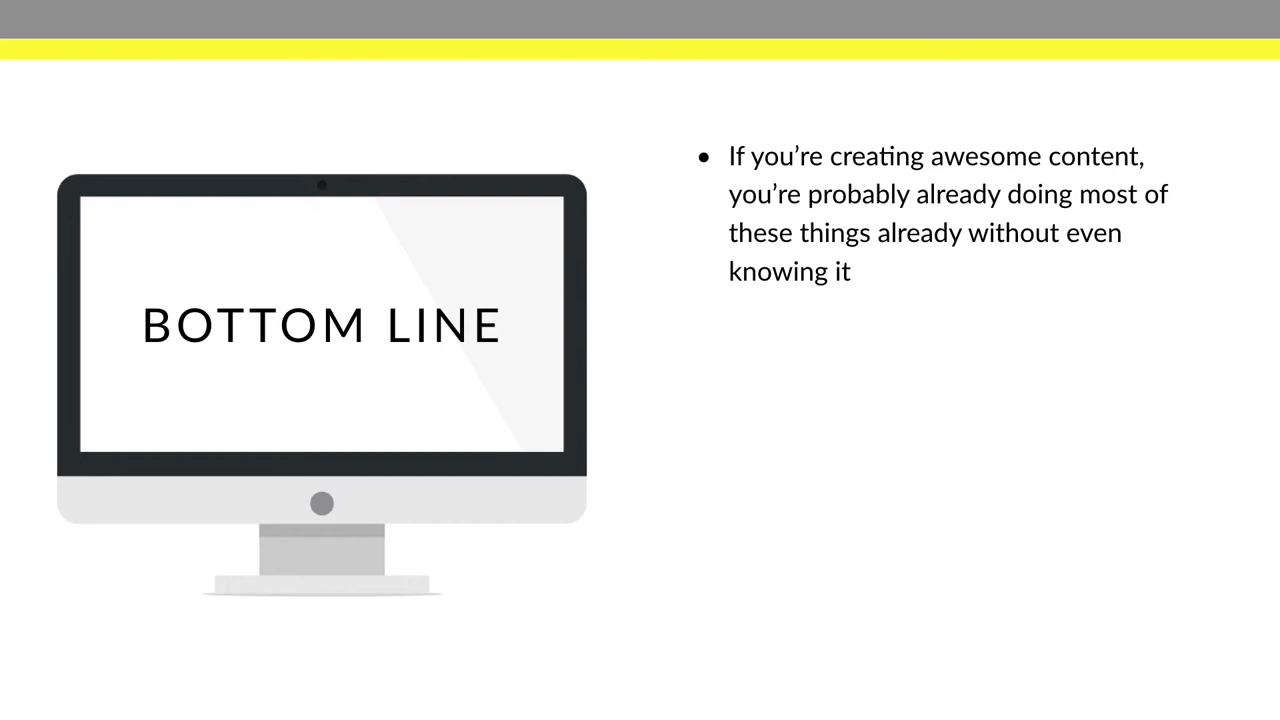 BOTTOM LINE
• If you’re creating awesome content,
you’re probably already doing most of
these things already without even
knowing it